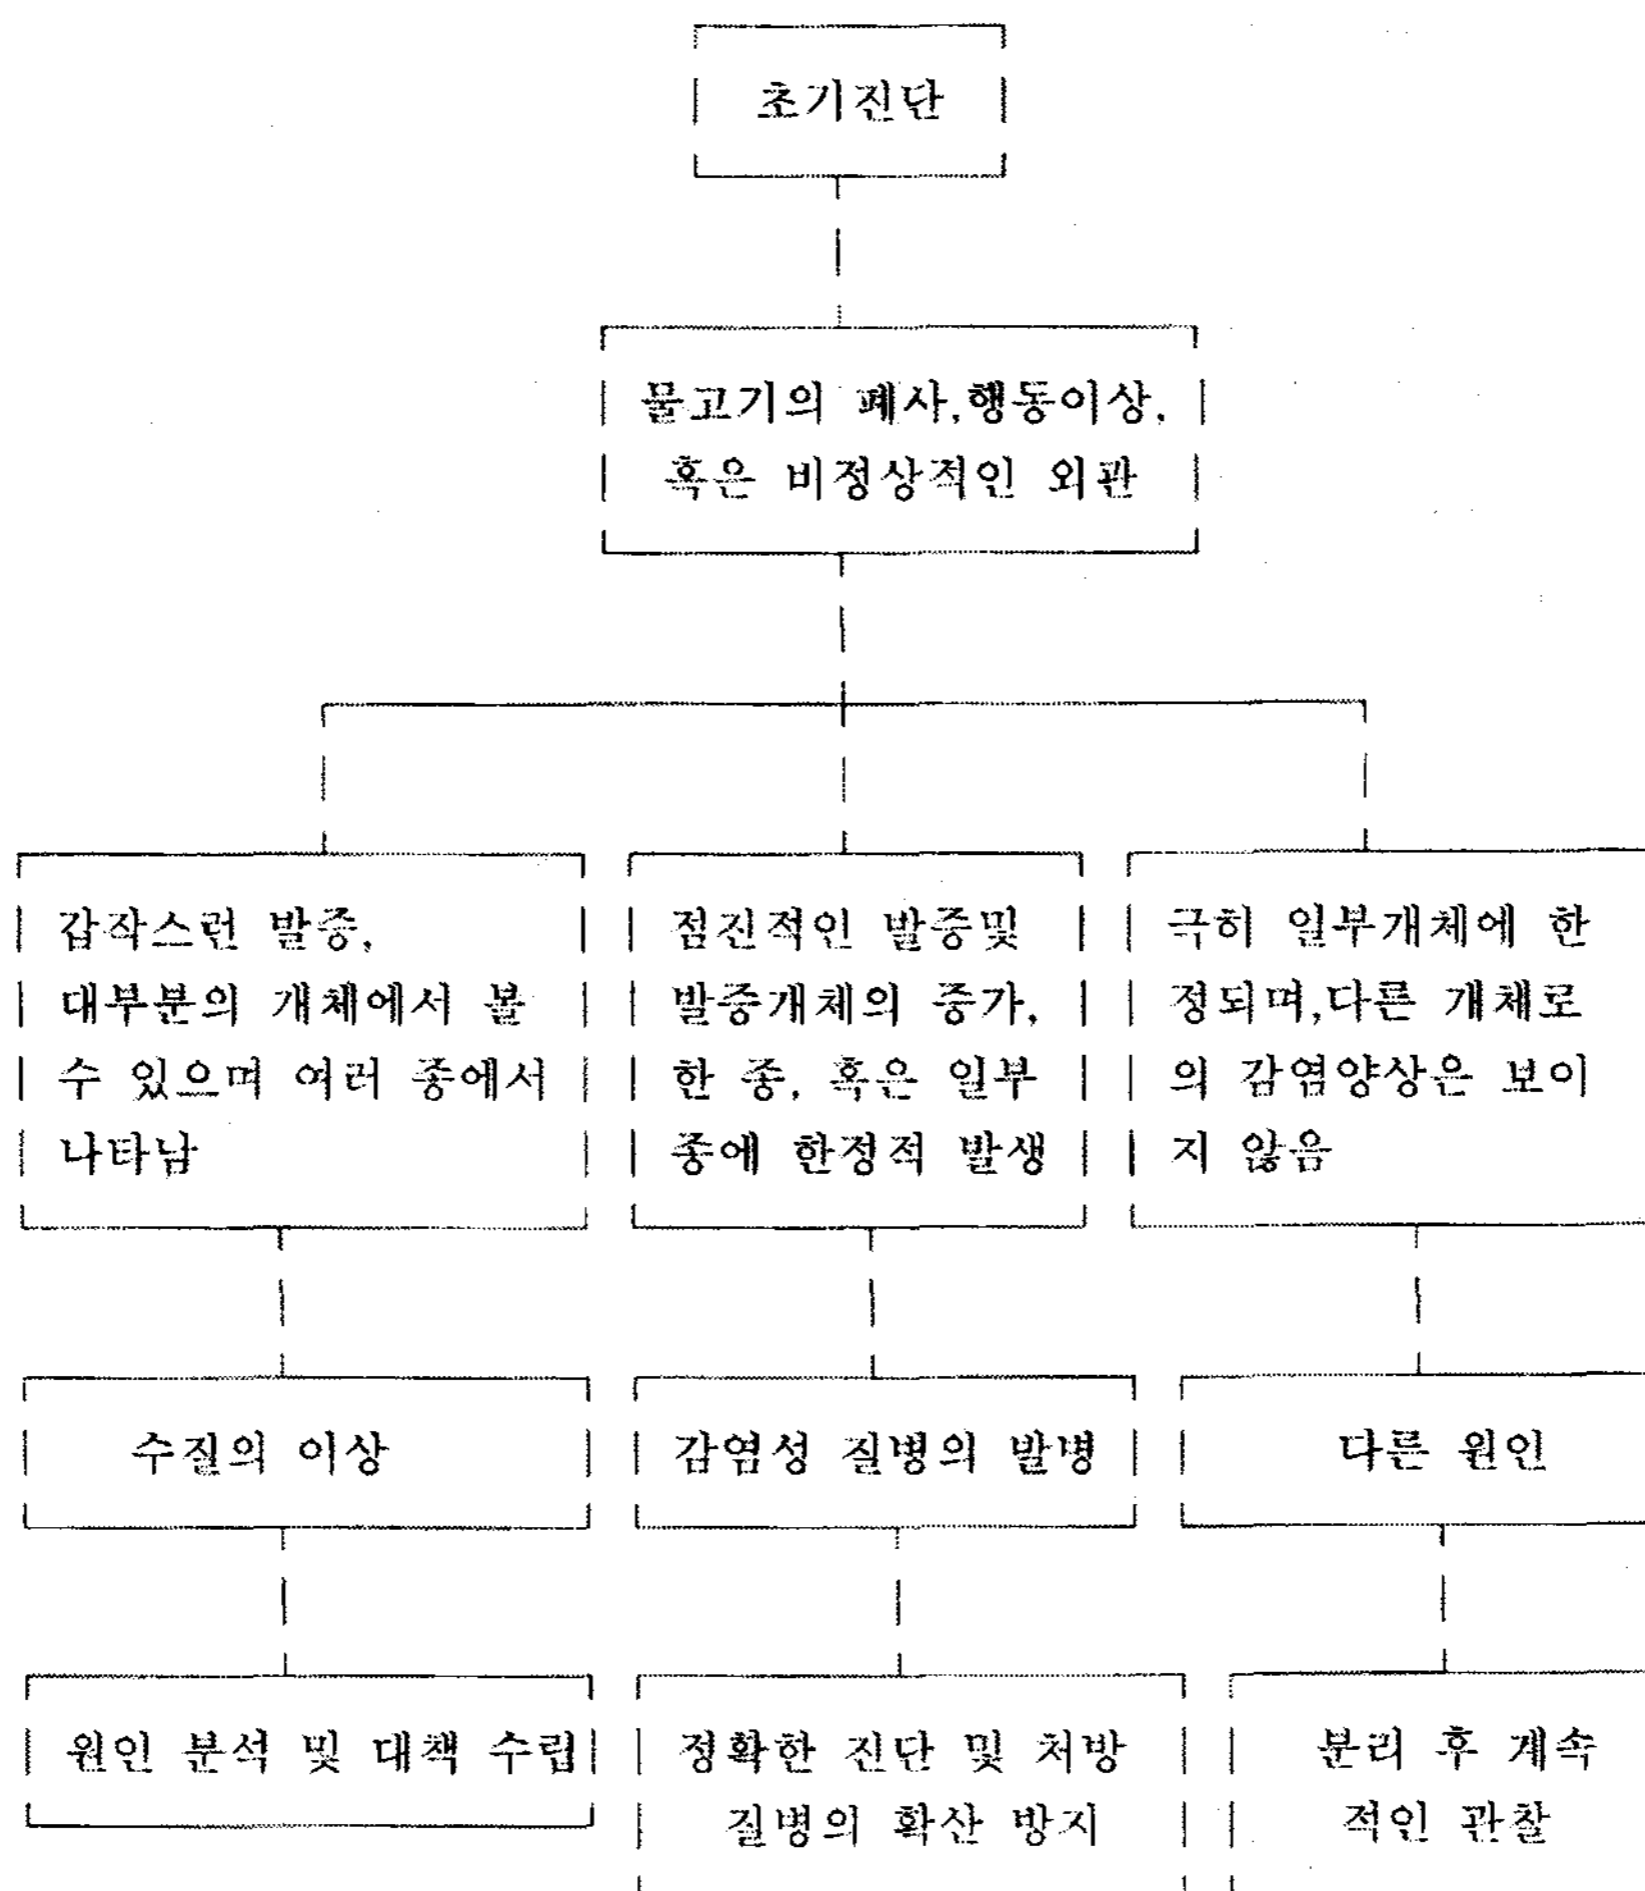 초기진단
물고기의 폐사,행동이상,
혹은 비정상적인 외관
갑작스런 발증,
대부분의 개체에서 볼
수 있으며 여러 종에서
나타남
점진적인 발증및
발증개체의 증가,
한 종, 혹은 일부
종에 한정적 발생
극히 일부개체에 한
정되며,다른 개체로
의 감염양상은 보이
지 않음
수질의 이상
감염성 질병의 발병
다른 원인
원인 분석 및 대책 수립
정확한 진단 및 처방
질병의 확산 방지
분리 후 계속
적인 관찰